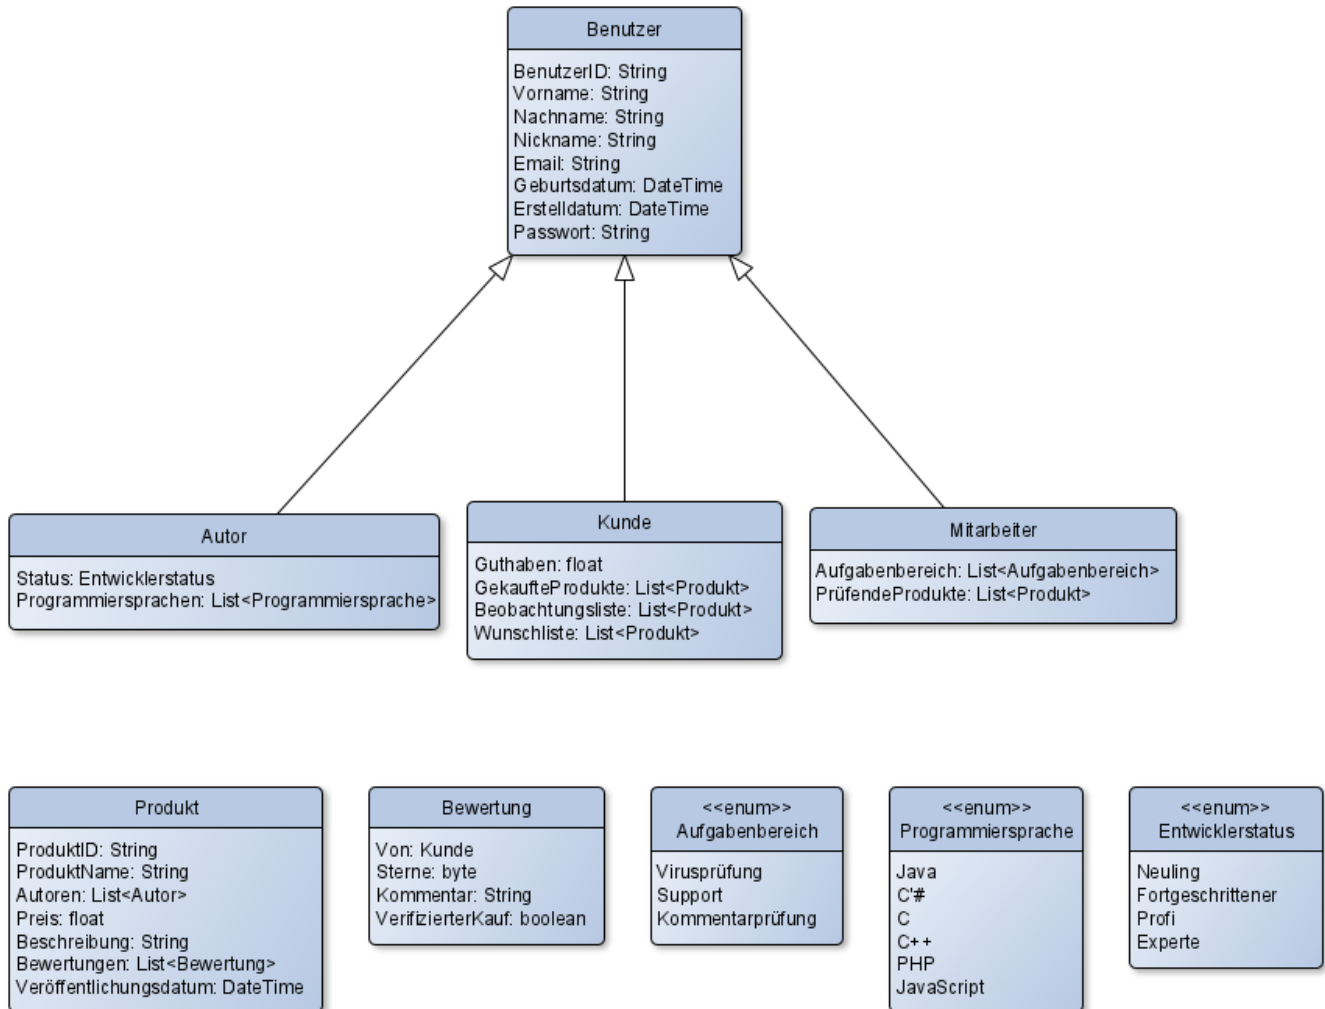 Benutzer
BenutzerID: String
Vorname: String
Nachname: String
Nickname: String
Email: String
Geburtsdatum: DateTime
Erstelldatum: DateTime
Passwort: String
Autor
Status: Entwicklerstatus
Programmiersprachen: List<Programmiersprache>
Kunde
Guthaben: float
GekaufteProdukte: List<Produkt>
Beobachtungsliste: List<Produkt>
Wunschliste: List<Produkt>
Mitarbeiter
Aufgabenbereich: List<Aufgabenbereich>
PrüfendeProdukte: List<Produkt>
Produkt
ProduktID: String
ProduktName: String
Autoren: List<Autor>
Preis: float
Beschreibung: String
Bewertungen: List<Bewertung>
Veröffentlichungsdatum: DateTime
Bewertung
Von: Kunde
Sterne: byte
Kommentar: String
VerifizierterKauf: boolean
<<enum>>
Aufgabenbereich
Virusprüfung
Support
Kommentarprüfung
<<enum>>
Programmiersprache
Java
C'#
C
C++
PHP
JavaScript
<<enum>>
Entwicklerstatus
Neuling
Fortgeschrittener
Profi
Experte